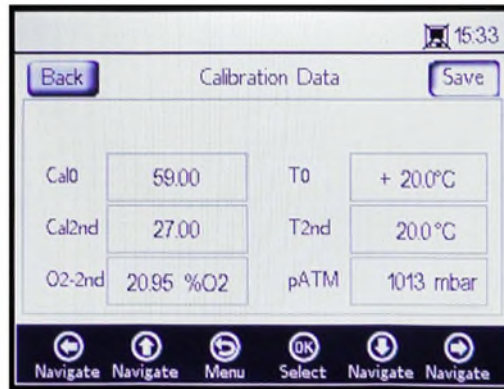 15:33
Back Calibration Data Save
Cal0 59.00 T0 + 20.0°C
Cal2nd 27.00 T2nd 20.0 °C
O2-2nd 20.95 %O2 pATM 1013 mbar
OK
Navigate Navigate Menu Select Navigate Navigate